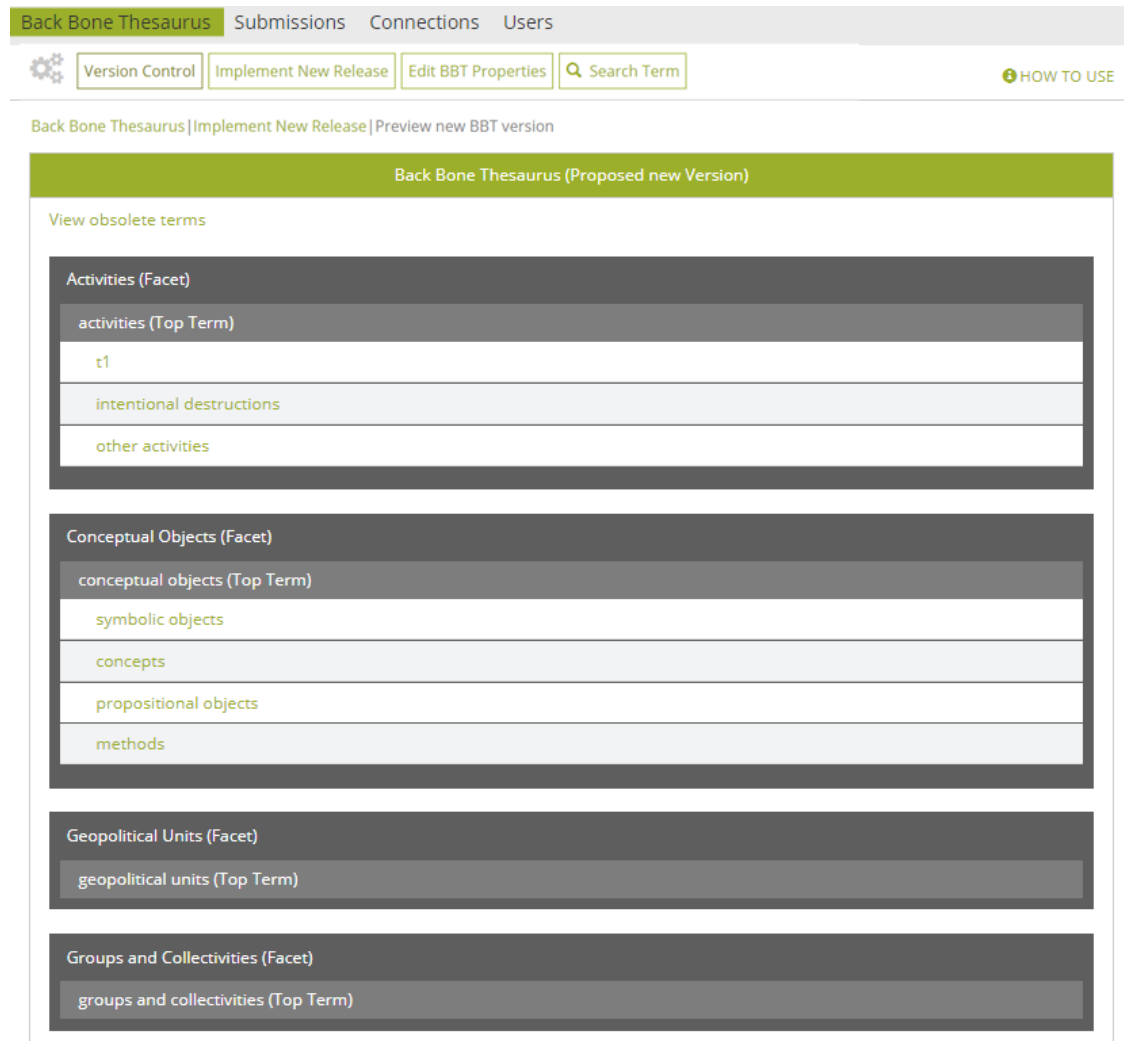 Back Bone Thesaurus Submissions Connections Users
Version Control Implement New Release Edit BBT Properties Search Term HOW TO USE
Back Bone Thesaurus|Implement New Release|Preview new BBT version
Back Bone Thesaurus (Proposed new Version)
View obsolete terms
Activities (Facet)
activities (Top Term)
t1
intentional destructions
other activities
Conceptual Objects (Facet)
conceptual objects (Top Term)
symbolic objects
concepts
propositional objects
methods
Geopolitical Units (Facet)
geopolitical units (Top Term)
Groups and Collectivities (Facet)
groups and collectivities (Top Term)